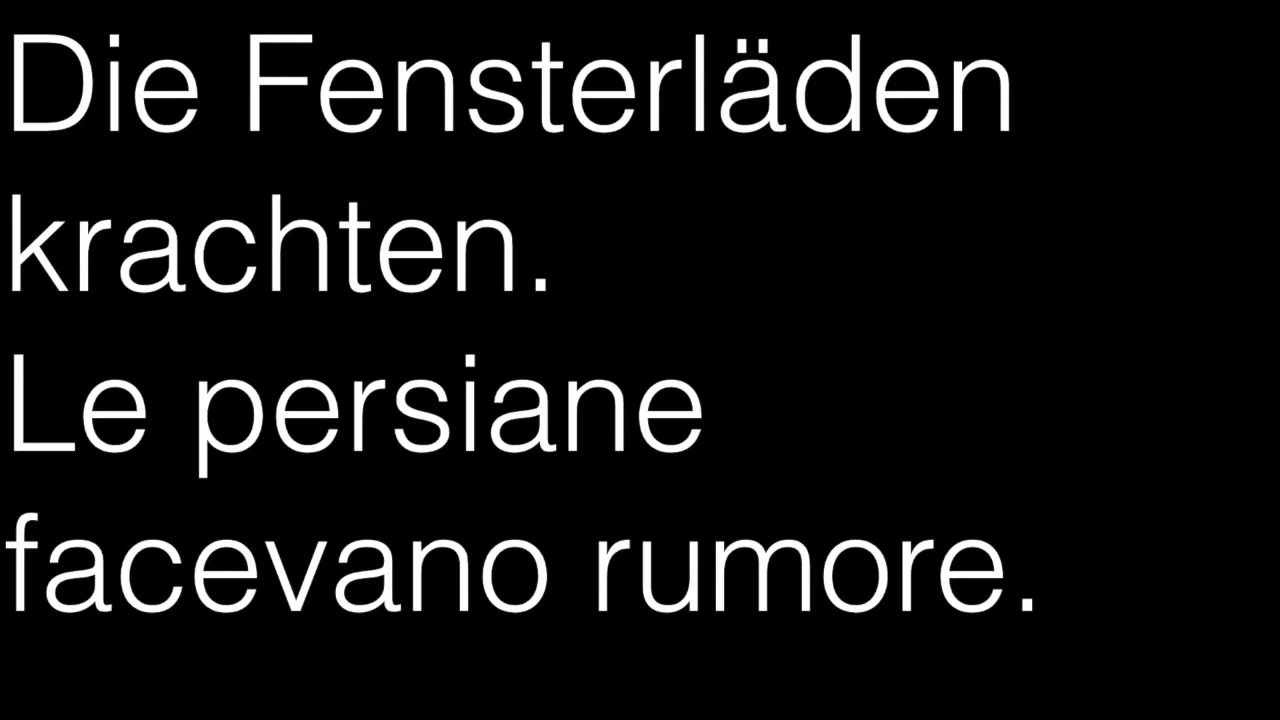 Die Fensterläden
krachten.
Le persiane
facevano rumore.